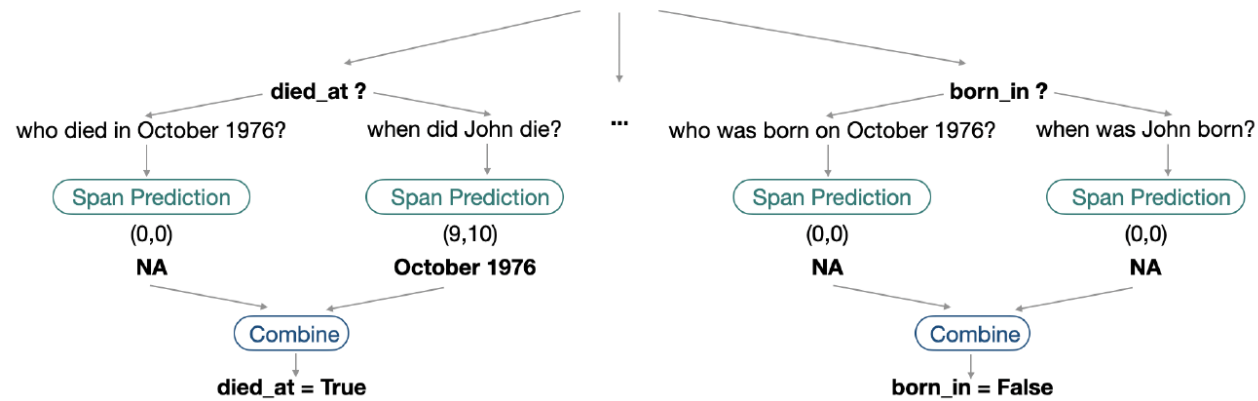 died_at ?
born_in ?
who died in October 1976?
when did John die?
...
who was born on October 1976?
when was John born?
Span Prediction
Span Prediction
Span Prediction
Span Prediction
(0,0)
(9,10)
(0,0)
(0,0)
NA
October 1976
NA
NA
Combine
Combine
died_at = True
born_in = False